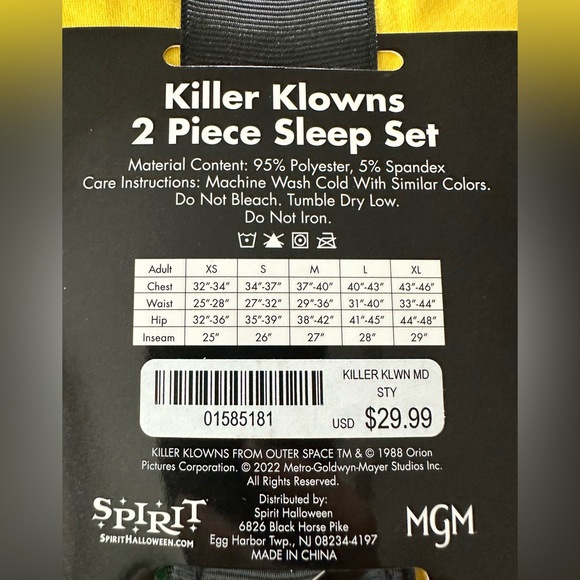 Killer Klowns
2 Piece Sleep Set
Material Content: 95% Polyester, 5% Spandex
Care Instructions: Machine Wash Cold With Similar Colors.
Do Not Bleach. Tumble Dry Low.
Do Not Iron.
Adult XS S M L XL
Chest 32"-34" 34"-37" 37"-40" 40"-43" 43"-46"
Waist 25"-28" 27"-32" 29"-36" 31"-40" 33"-44"
Hip 32"-36" 35"-39" 38"-42" 41"-45" 44"-48"
Inseam 25" 26" 27" 28" 29"
KILLER KLWN MD
STY
01585181
USD $29.99
KILLER KLOWNS FROM OUTER SPACE TM & © 1988 Orion
Pictures Corporation. © 2022 Metro-Goldwyn-Mayer Studios Inc.
All Rights Reserved.
Distributed by:
Spirit Halloween
6826 Black Horse Pike
Egg Harbor Twp., NJ 08234-4197
MADE IN CHINA
SPIRIT
SPIRITHALLOWEEN.COM
MGM